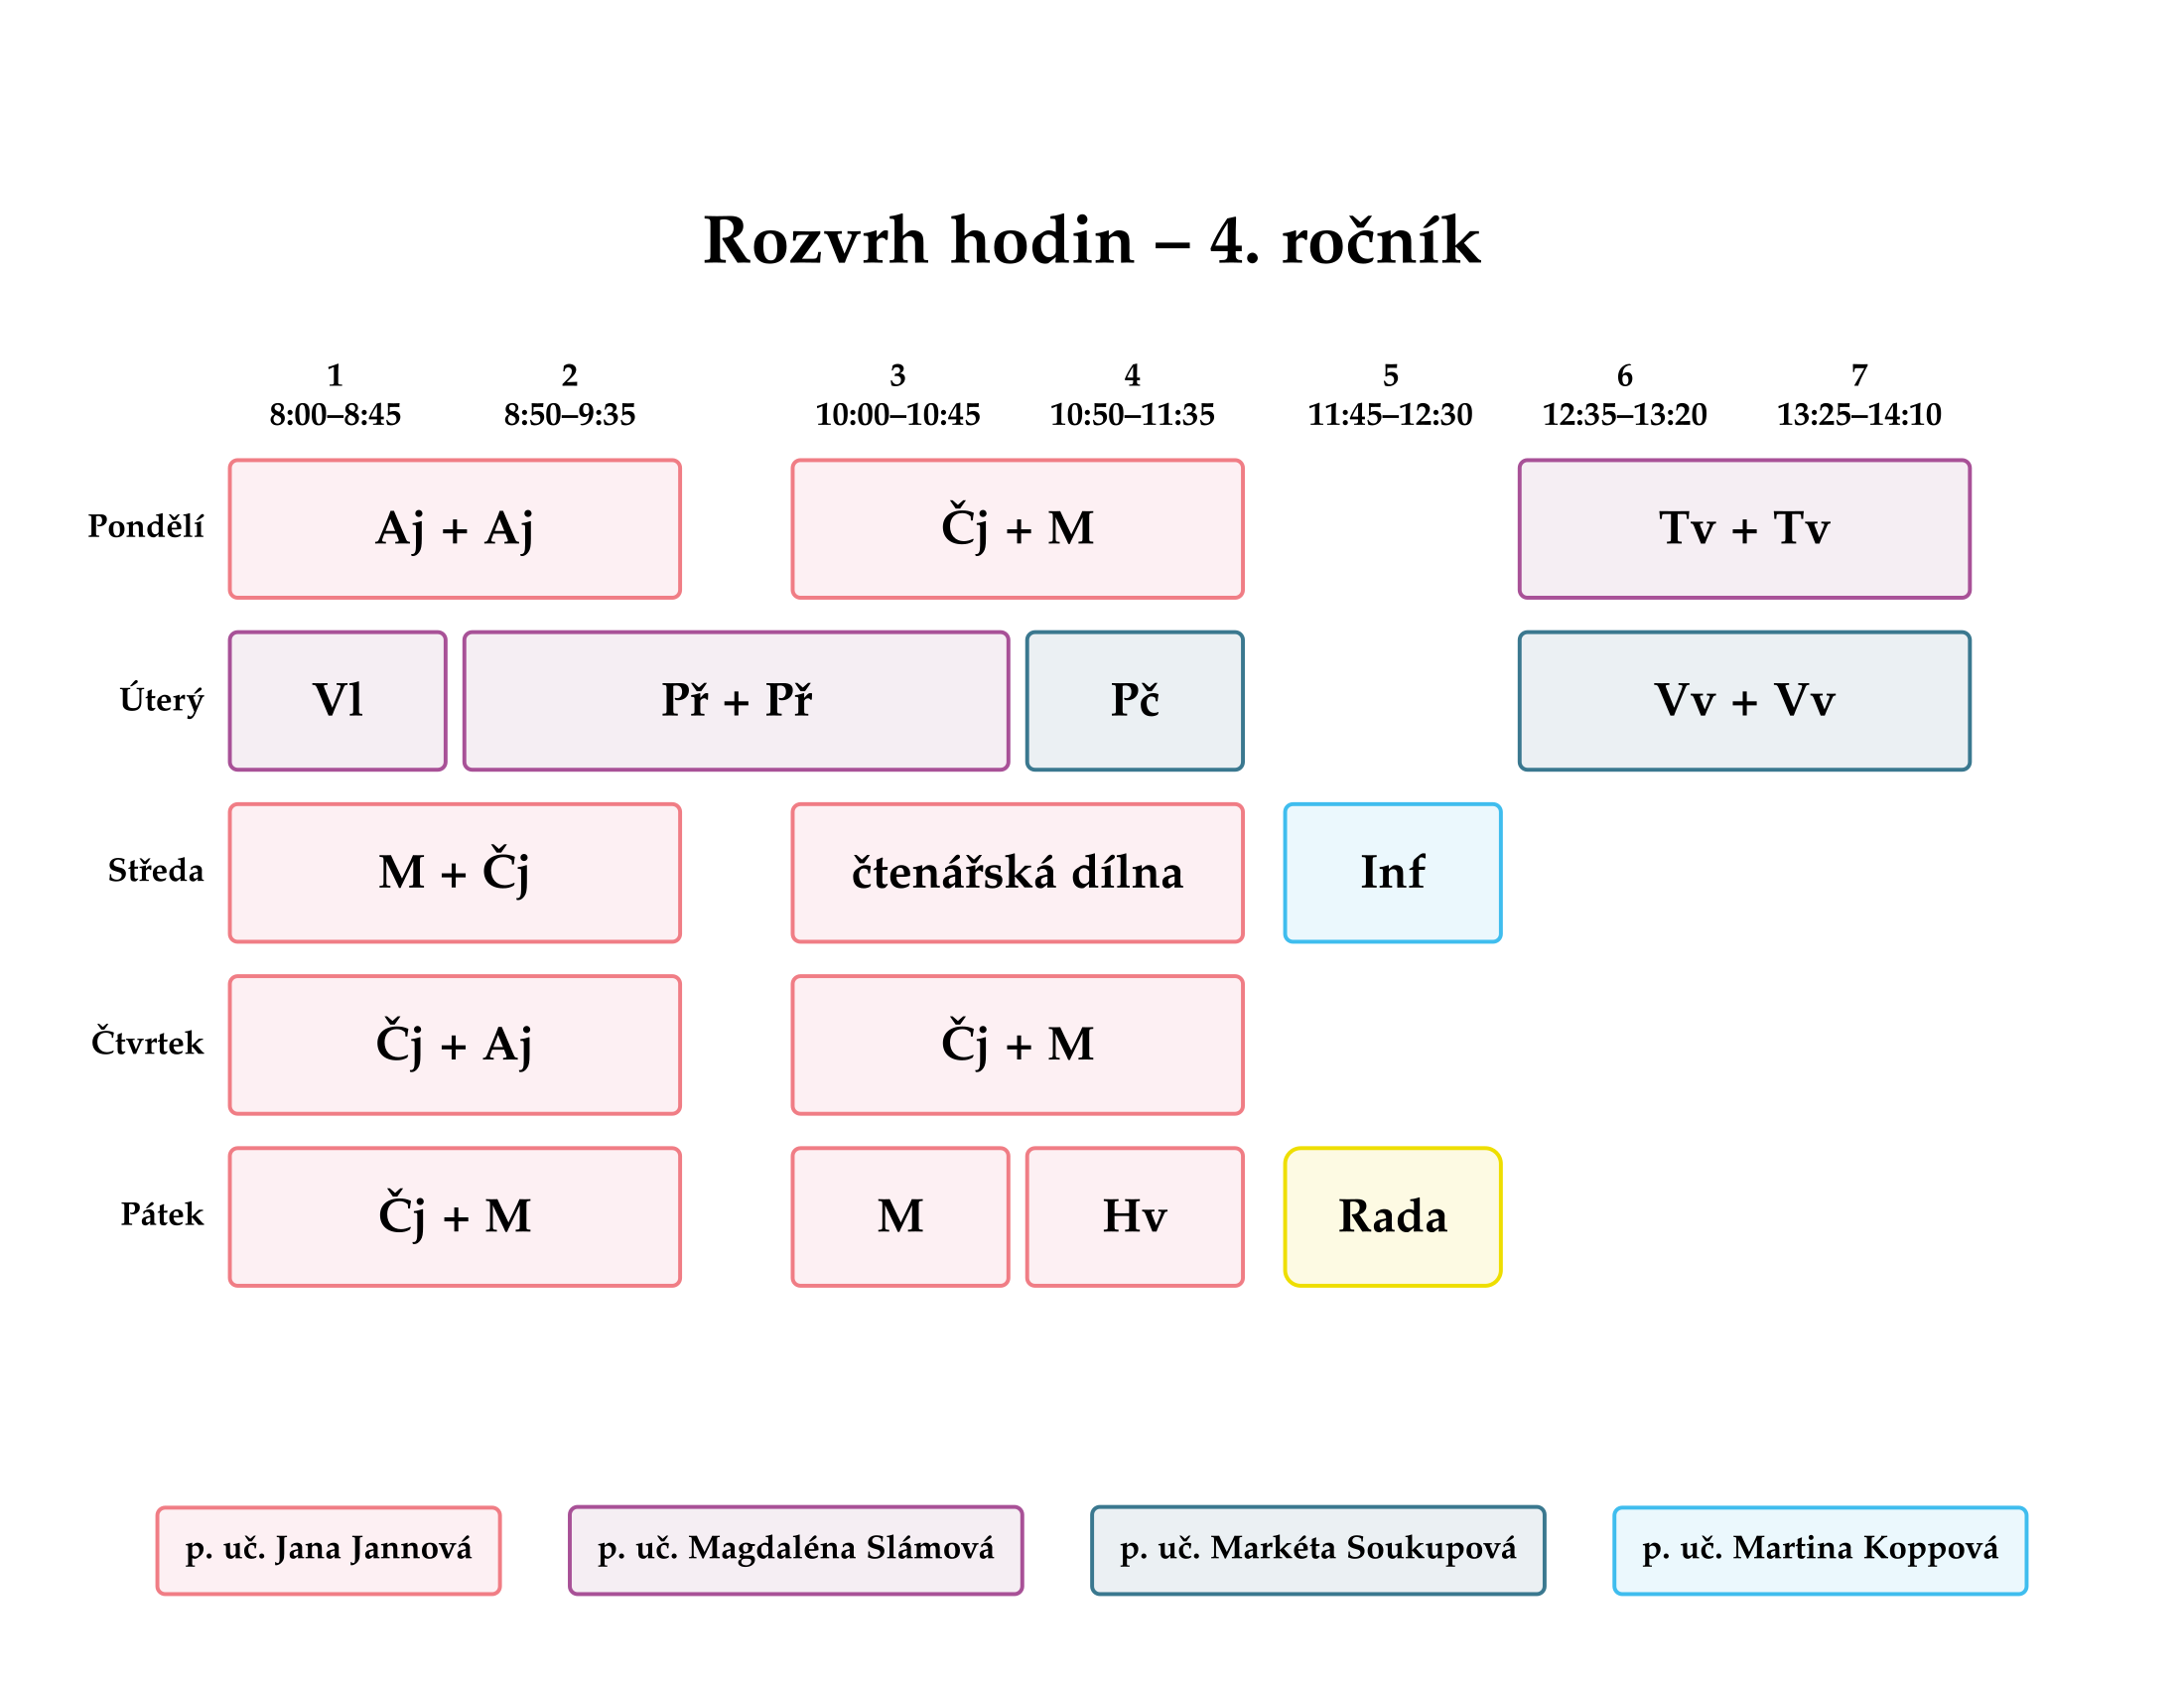 Rozvrh hodin – 4. ročník
1 2 3 4 5 6 7
8:00–8:45 8:50–9:35 10:00–10:45 10:50–11:35 11:45–12:30 12:35–13:20 13:25–14:10
Pondělí Aj + Aj Čj + M Tv + Tv
Úterý Vl Př + Př Pč Vv + Vv
Středa M + Čj čtenářská dílna Inf
Čtvrtek Čj + Aj Čj + M
Pátek Čj + M M Hv Rada
p. uč. Jana Jannová p. uč. Magdaléna Slámová p. uč. Markéta Soukupová p. uč. Martina Koppová